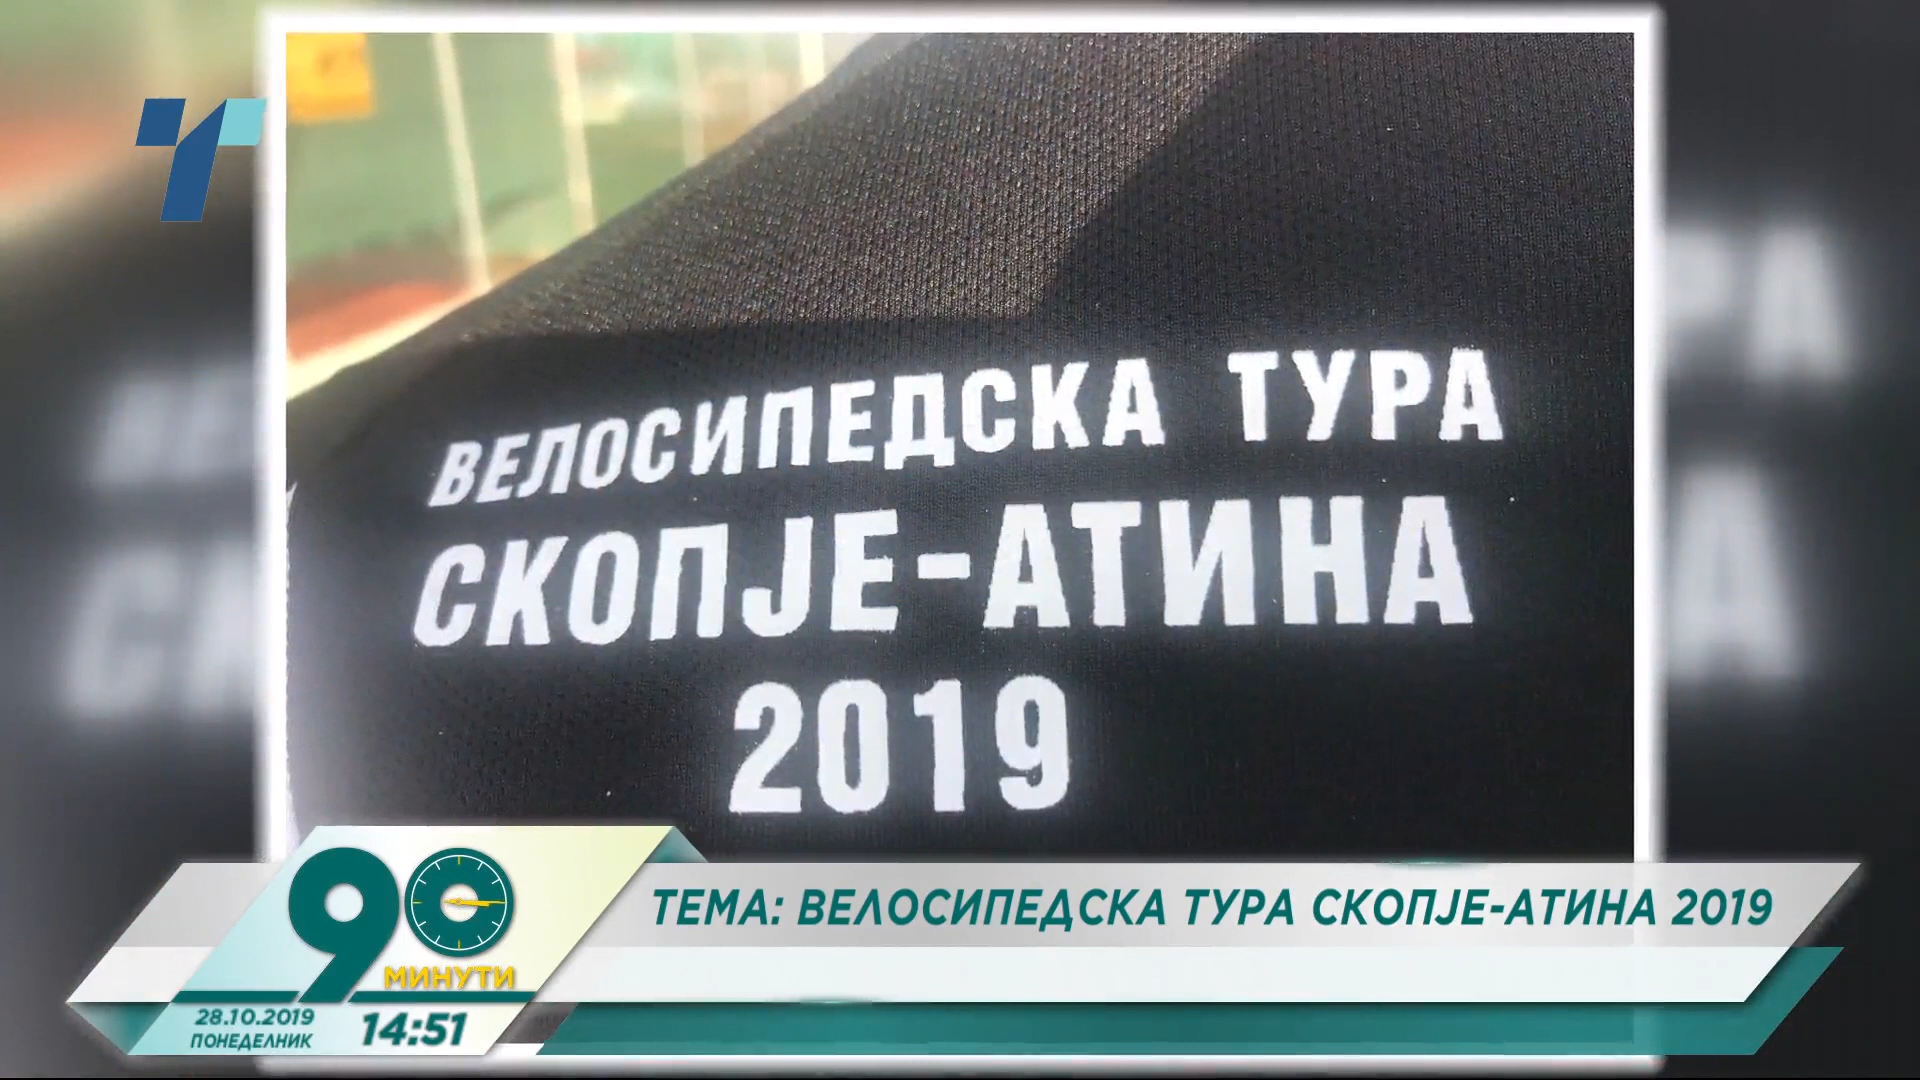 ВЕЛОСИПЕДСКА ТУРА
СКОПЈЕ-АТИНА
2019
90
МИНУТИ
ТЕМА: ВЕЛОСИПЕДСКА ТУРА СКОПЈЕ-АТИНА 2019
28.10.2019
ПОНЕДЕЛНИК
14:51